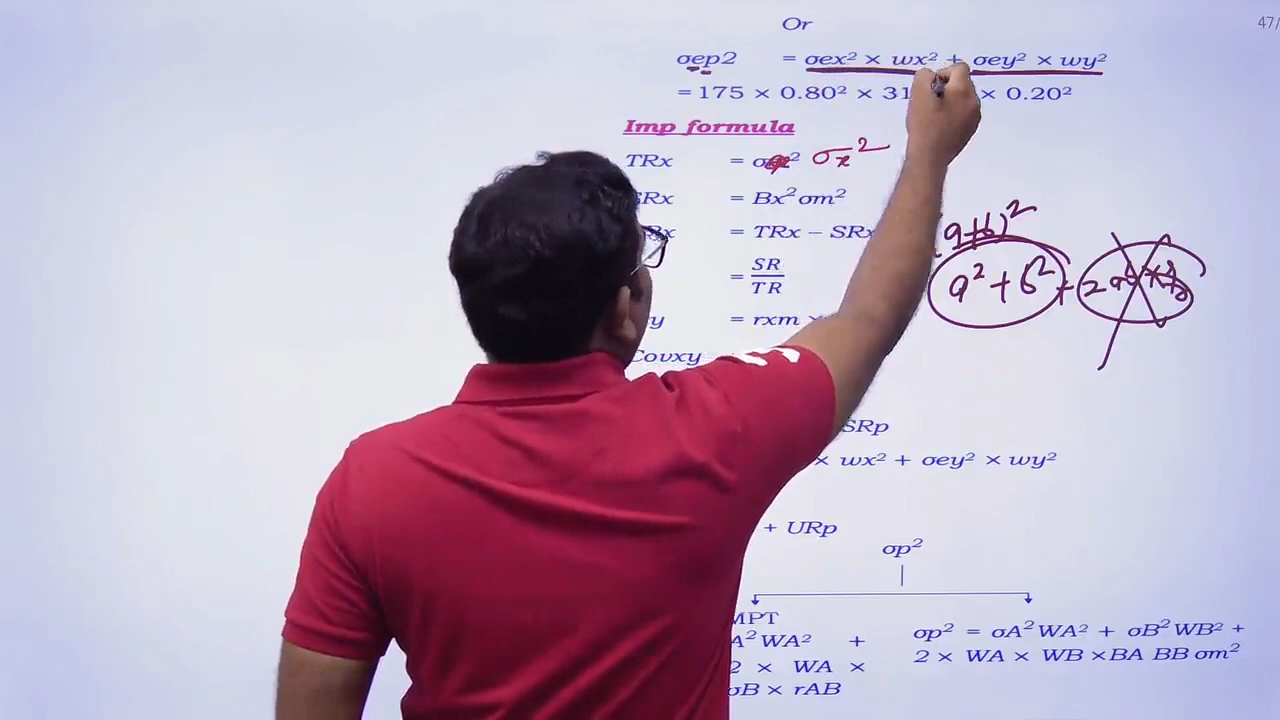 47/
Or
σep2 = σex² × wx² + σey² × wy²
= 175 × 0.80² × 31 × 0.20²
Imp formula
TRx = σ ² σx²
SRx = Bx²σm²
= TRx − SRx
= SR/TR
= rxm
Covxy
SRp
× wx² + σey² × wy²
+ URp
σp²
MPT
A²WA² +
2 × WA ×
σB × rAB
σp² = σA²WA² + σB²WB² +
2 × WA × WB ×BA BB σm²
(a+b)²
a² + b² + 2